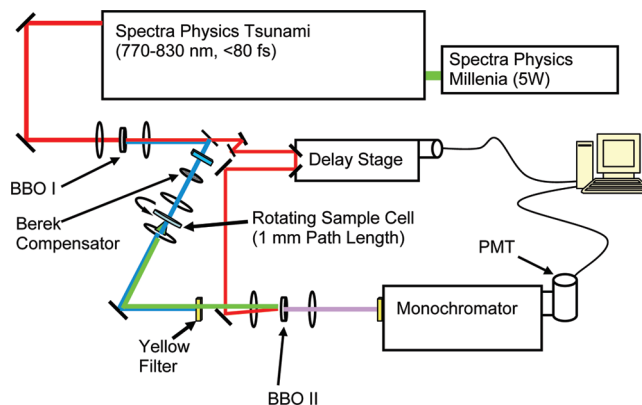 Spectra Physics Tsunami
(770-830 nm, <80 fs)
Spectra Physics
Millenia (5W)
Delay Stage
BBO I
Berek
Compensator
Rotating Sample Cell
(1 mm Path Length)
PMT
Monochromator
Yellow
Filter
BBO II